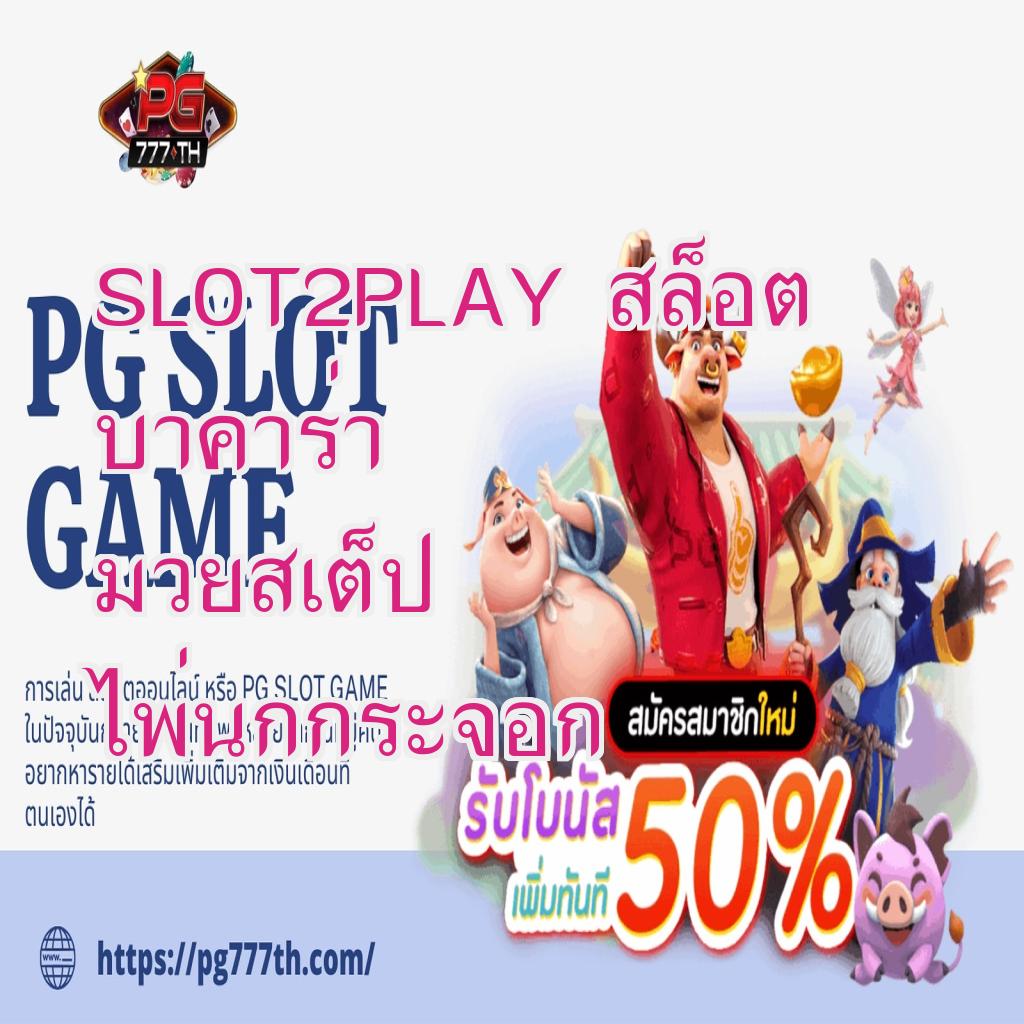 PG
777 TH
SLOT2PLAY สล็อต
PG SLOT
บาคาร่า
GAME
มวยสเต็ป
ไพ่นกกระจอก
การเล่น ตออนไลน์ หรือ PG SLOT GAME
ในปัจจุบัน
อยากหารายได้เสริมเพิ่มเติมจากเงินเดือนที่
ตนเองได้
สมัครสมาชิกใหม่
รับโบนัส
เพิ่มทันที
50%
https://pg777th.com/